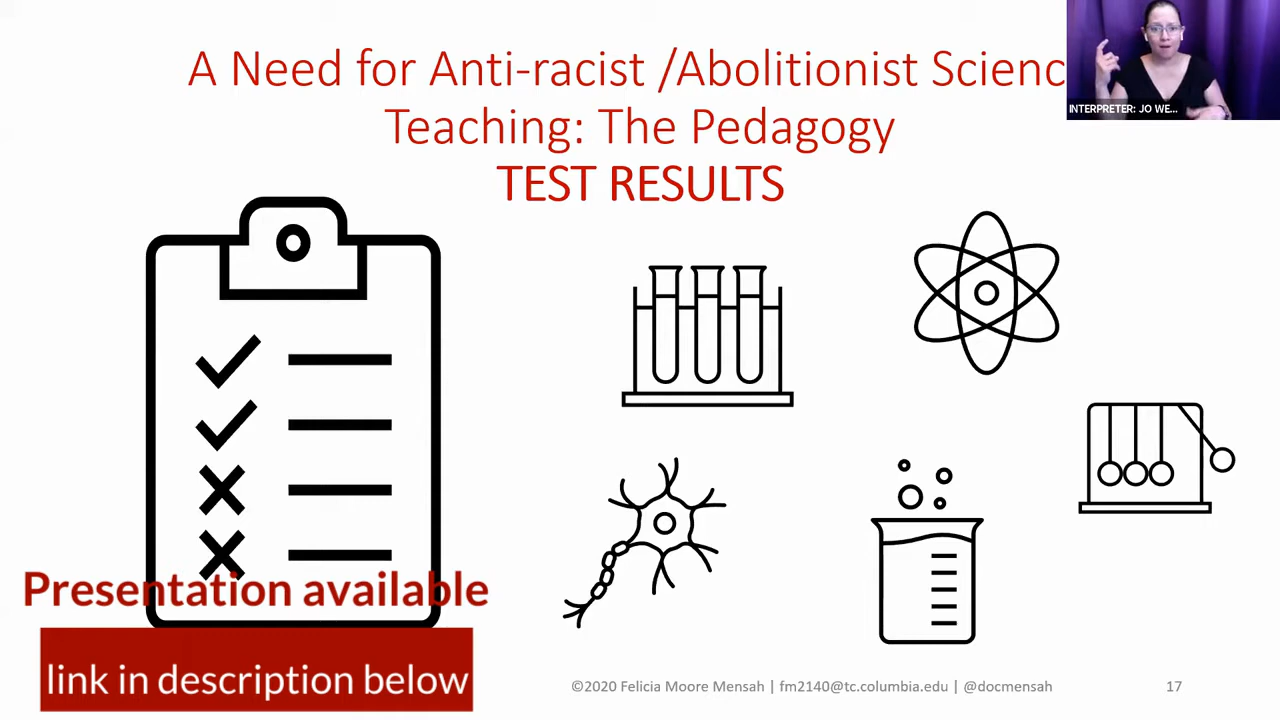 A Need for Anti-racist /Abolitionist Scienc
Teaching: The Pedagogy
TEST RESULTS
INTERPRETER: JO WE...
Presentation available
link in description below
©2020 Felicia Moore Mensah | fm2140@tc.columbia.edu | @docmensah
17